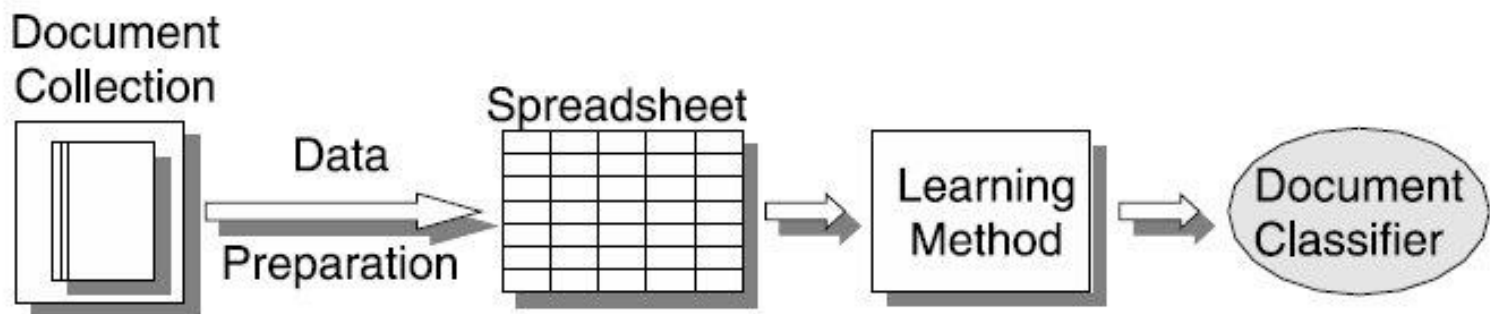 Document
Collection
Data
Preparation
Spreadsheet
Learning
Method
Document
Classifier